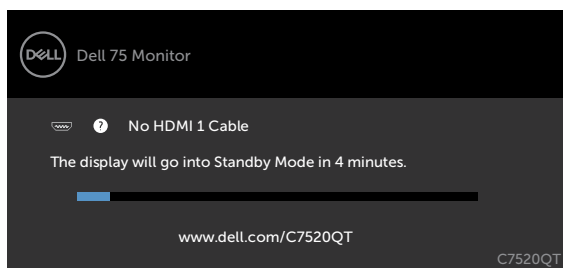 DELL
Dell 75 Monitor
? No HDMI 1 Cable
The display will go into Standby Mode in 4 minutes.
www.dell.com/C7520QT
C7520QT